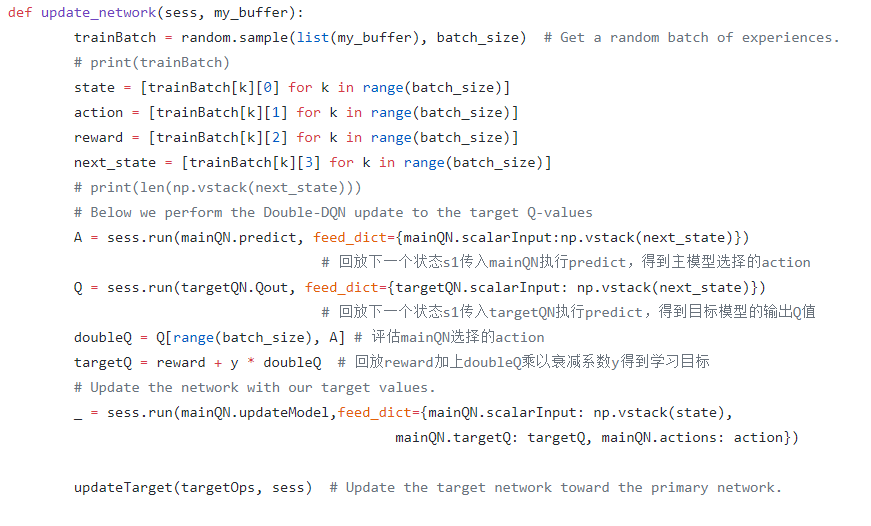 def update_network(sess, my_buffer):
        trainBatch = random.sample(list(my_buffer), batch_size)  # Get a random batch of experiences.
        # print(trainBatch)
        state = [trainBatch[k][0] for k in range(batch_size)]
        action = [trainBatch[k][1] for k in range(batch_size)]
        reward = [trainBatch[k][2] for k in range(batch_size)]
        next_state = [trainBatch[k][3] for k in range(batch_size)]
        # print(len(np.vstack(next_state)))
        # Below we perform the Double-DQN update to the target Q-values
        A = sess.run(mainQN.predict, feed_dict={mainQN.scalarInput:np.vstack(next_state)})
                                      # 回放下一个状态s1传入mainQN执行predict，得到主模型选择的action
        Q = sess.run(targetQN.Qout, feed_dict={targetQN.scalarInput: np.vstack(next_state)})
                                      # 回放下一个状态s1传入targetQN执行predict，得到目标模型的输出Q值
        doubleQ = Q[range(batch_size), A] # 评估mainQN选择的action
        targetQ = reward + y * doubleQ  # 回放reward加上doubleQ乘以衰减系数y得到学习目标
        # Update the network with our target values.
        _ = sess.run(mainQN.updateModel,feed_dict={mainQN.scalarInput: np.vstack(state),
                                               mainQN.targetQ: targetQ, mainQN.actions: action})
        updateTarget(targetOps, sess)  # Update the target network toward the primary network.